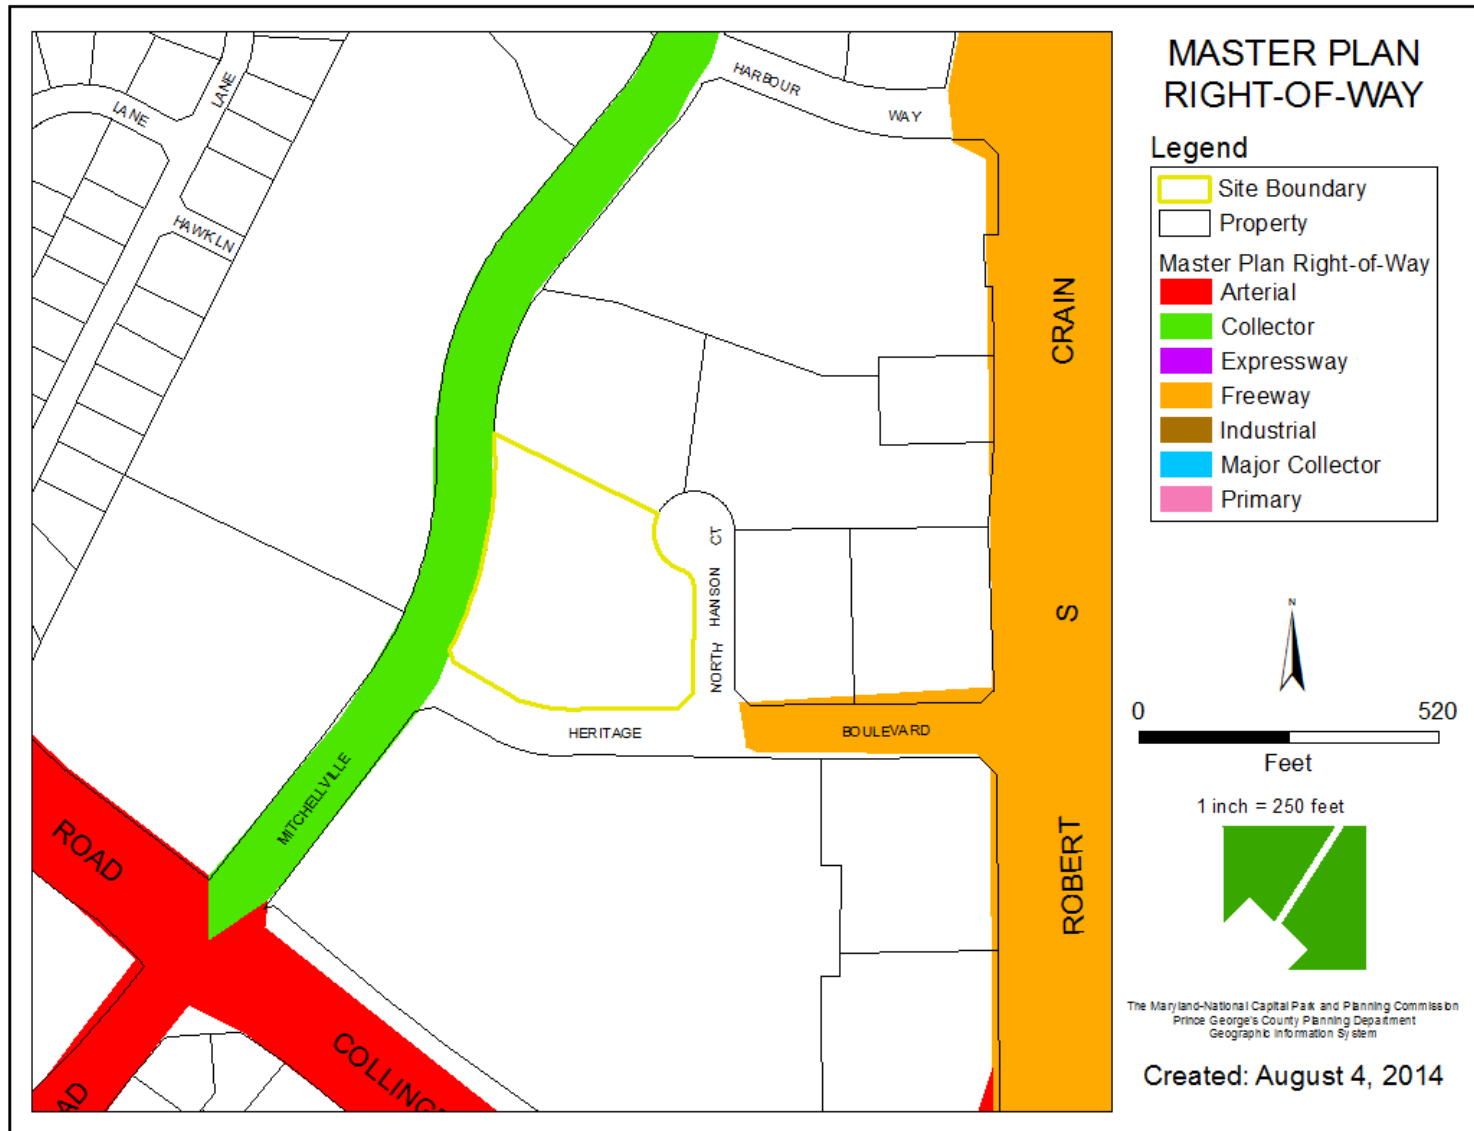 MASTER PLAN
RIGHT-OF-WAY
Legend
Site Boundary
Property
Master Plan Right-of-Way
Arterial
Collector
Expressway
Freeway
Industrial
Major Collector
Primary
N
0 520
Feet
1 inch = 250 feet
The Maryland-National Capital Park and Planning Commission
Prince George's County Planning Department
Geographic Information System
Created: August 4, 2014
HARBOUR WAY
LANE
LANE
HAWK LN
CRAIN
S
ROBERT
NORTH HANSON CT
HERITAGE BOULEVARD
MITCHELLVILLE
ROAD
COLLING
AD